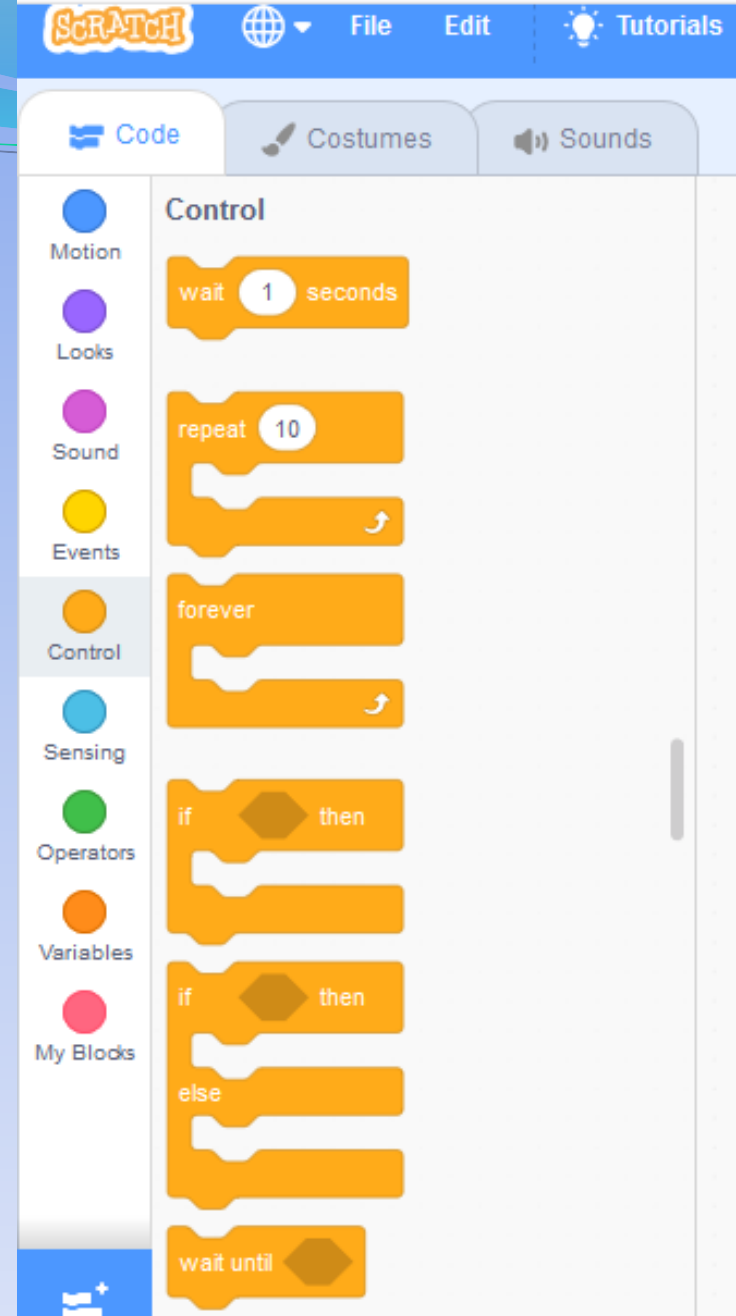 SCRATCH File Edit Tutorials
Code Costumes Sounds
Motion
Looks
Sound
Events
Control
Sensing
Operators
Variables
My Blocks
Control
wait 1 seconds
repeat 10
forever
if then
if then
else
wait until